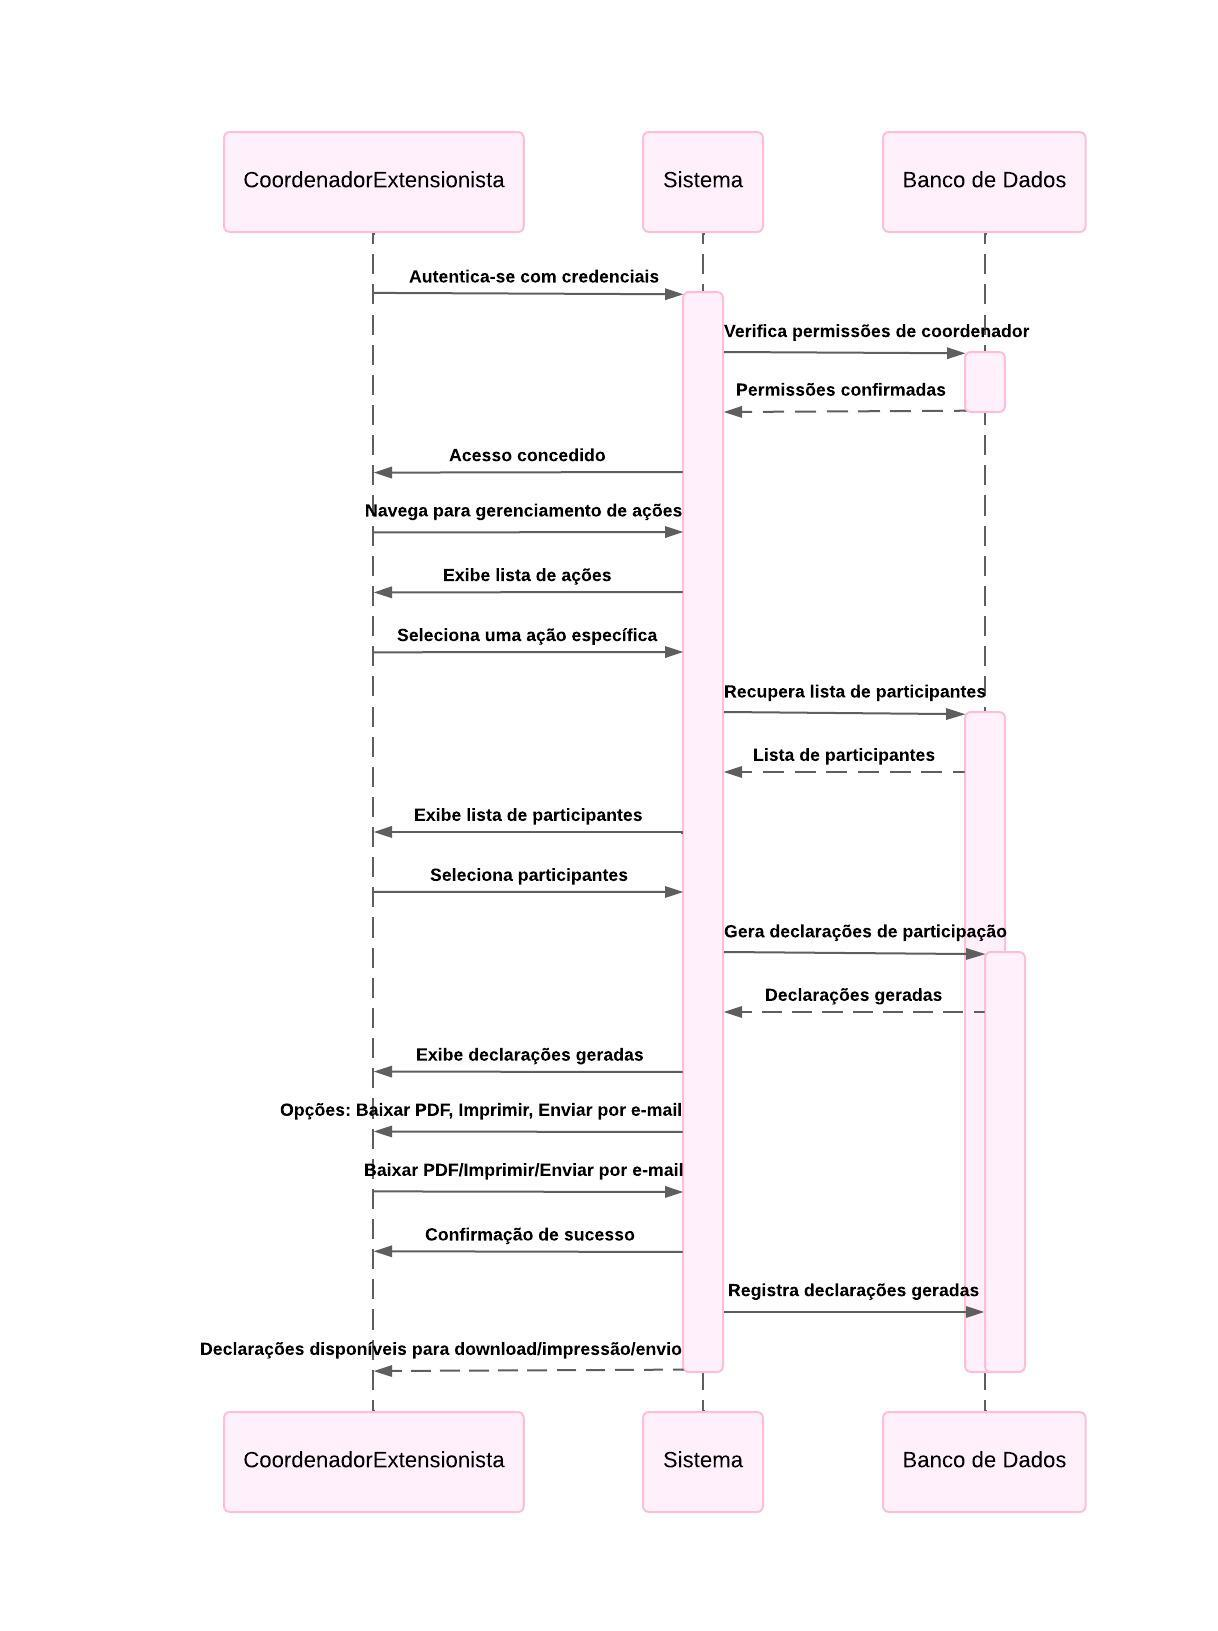 CoordenadorExtensionista
Sistema
Banco de Dados
Autentica-se com credenciais
Verifica permissões de coordenador
Permissões confirmadas
Acesso concedido
Navega para gerenciamento de ações
Exibe lista de ações
Seleciona uma ação específica
Recupera lista de participantes
Lista de participantes
Exibe lista de participantes
Seleciona participantes
Gera declarações de participação
Declarações geradas
Exibe declarações geradas
Opções: Baixar PDF, Imprimir, Enviar por e-mail
Baixar PDF/Imprimir/Enviar por e-mail
Confirmação de sucesso
Registra declarações geradas
Declarações disponíveis para download/impressão/envio
CoordenadorExtensionista
Sistema
Banco de Dados